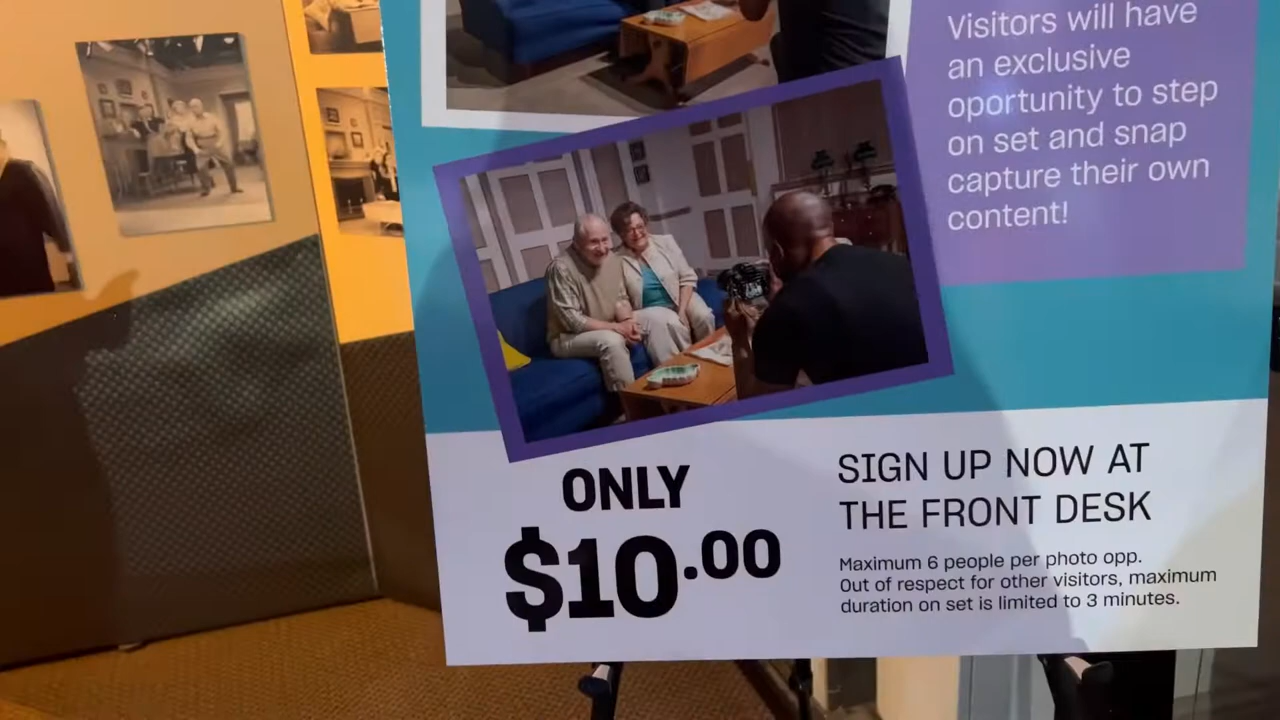 Visitors will have
an exclusive
oportunity to step
on set and snap
capture their own
content!
ONLY
$10.00
SIGN UP NOW AT
THE FRONT DESK
Maximum 6 people per photo opp.
Out of respect for other visitors, maximum
duration on set is limited to 3 minutes.